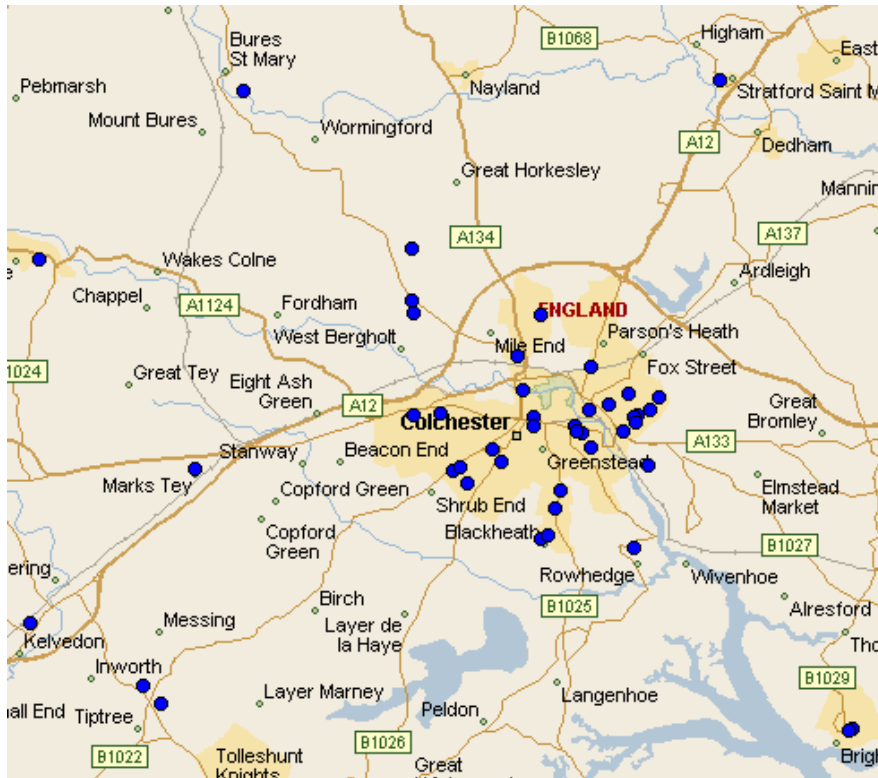 B1068
Higham
East
Bures
St Mary
Nayland
Stratford Saint M
Pebmarsh
Mount Bures
Wormingford
A12
Dedham
Great Horkesley
Mannin
A134
A137
Wakes Colne
Ardleigh
Chappel
A1124
Fordham
ENGLAND
Parson's Heath
West Bergholt
Mile End
Fox Street
1024
Great Tey
Eight Ash
Green
A12
Colchester
Great
Bromley
A133
Stanway
Beacon End
Greenstead
Marks Tey
Copford Green
Shrub End
Elmstead
Market
Copford
Green
Blackheath
B1027
ering
Rowhedge
Wivenhoe
Birch
B1025
Alresford
Messing
Layer de
la Haye
Tho
Kelvedon
Inworth
B1029
Layer Marney
Langenhoe
all End
Tiptree
Peldon
B1022
B1026
Tolleshunt
Knights
Great
Brigh